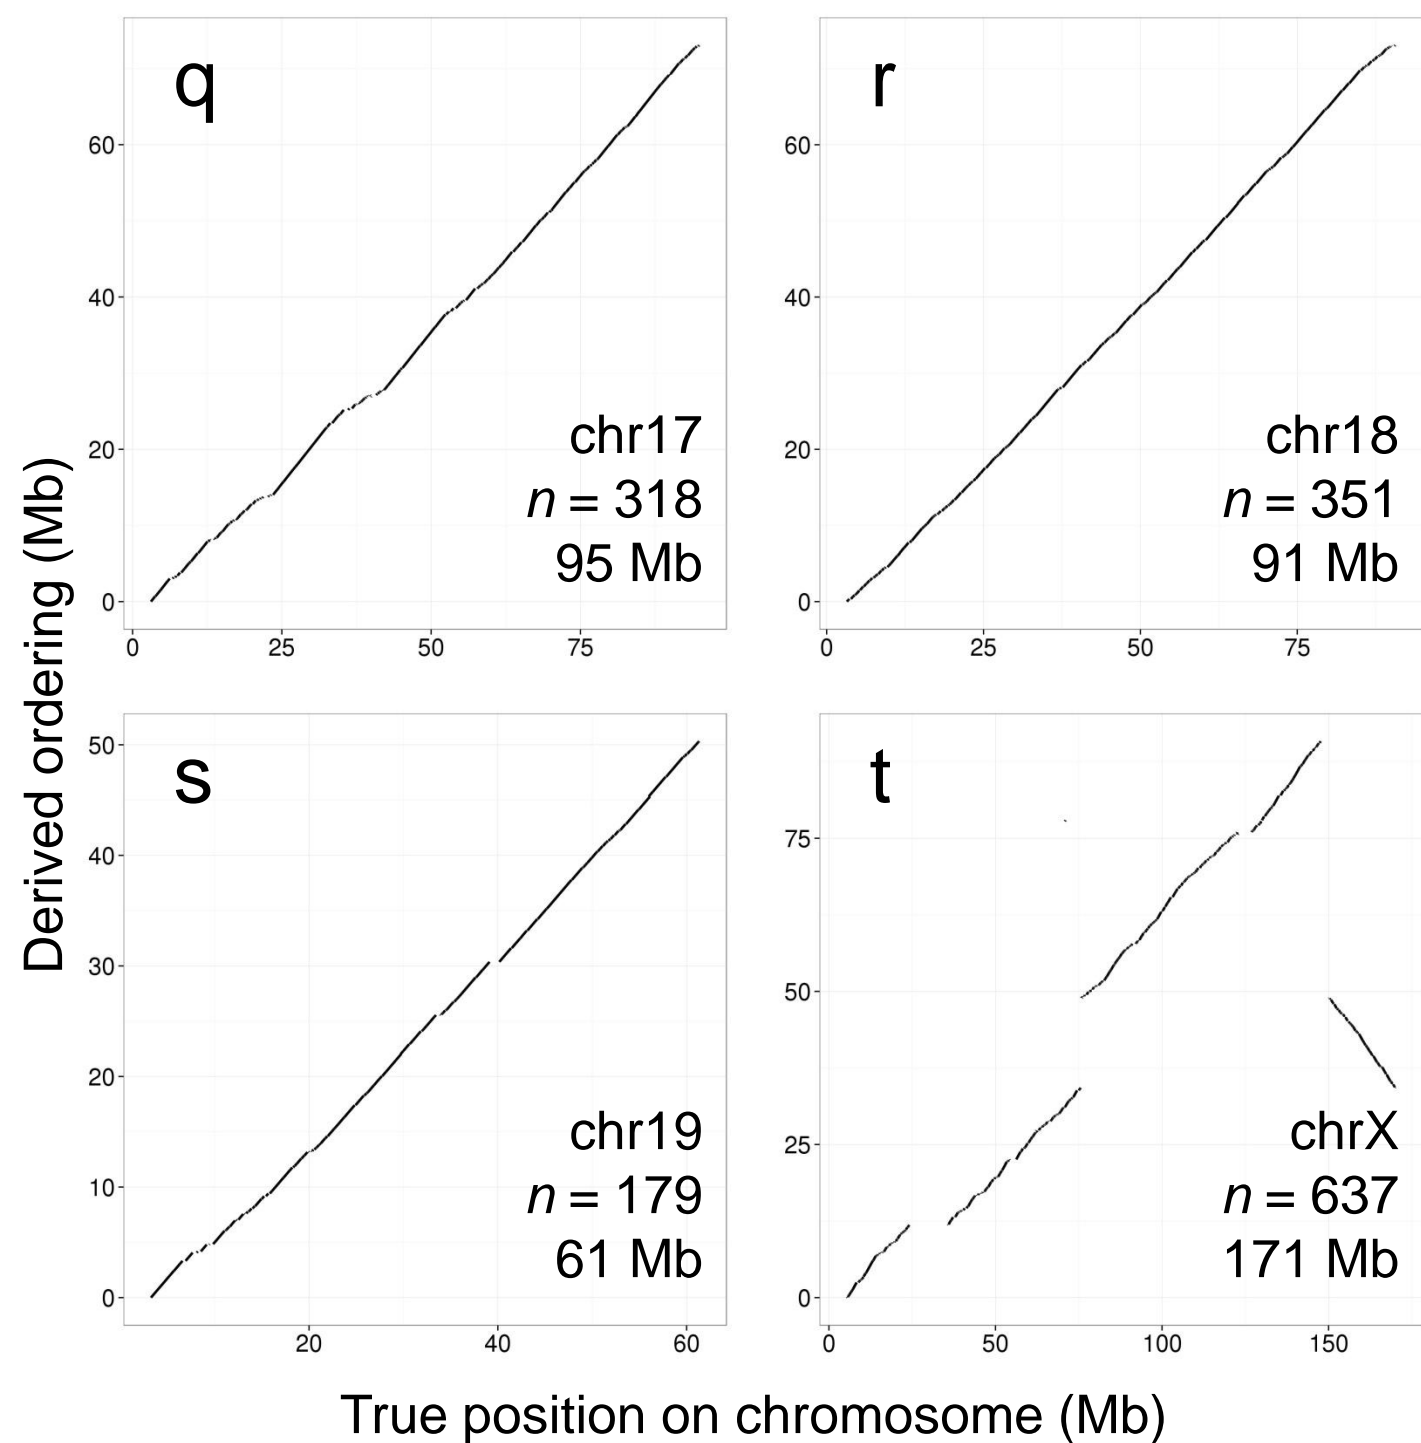 Derived ordering (Mb)
q
60
40
20
0
chr17
n = 318
95 Mb
0 25 50 75
r
60
40
20
0
chr18
n = 351
91 Mb
0 25 50 75
s
50
40
30
20
10
0
chr19
n = 179
61 Mb
20 40 60
t
75
50
25
0
chrX
n = 637
171 Mb
0 50 100 150
True position on chromosome (Mb)